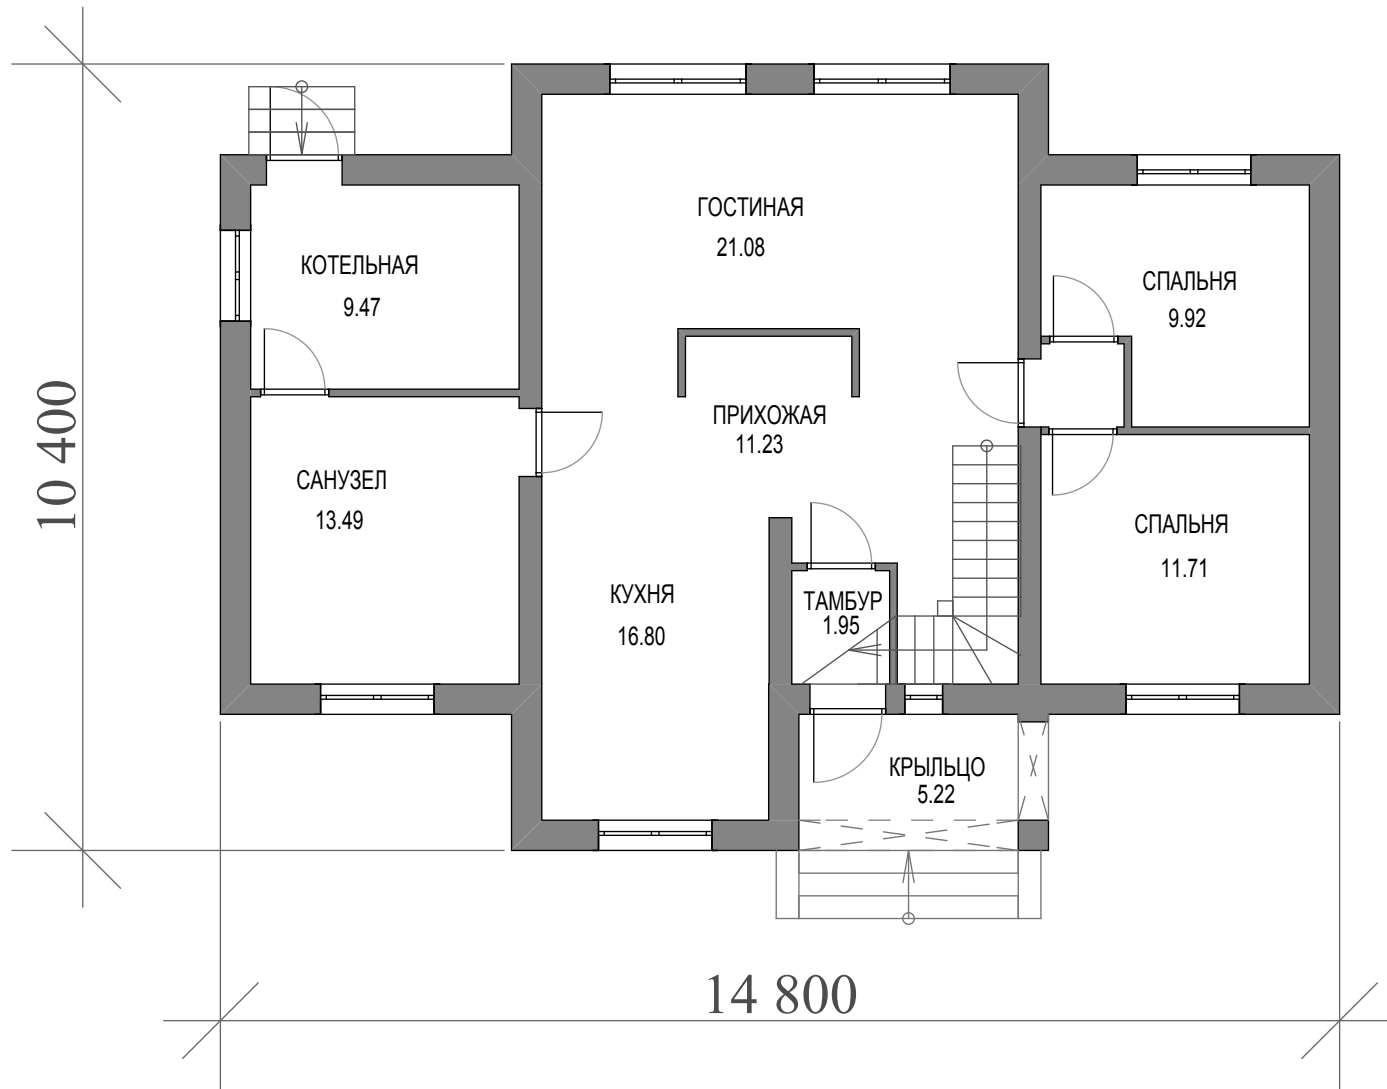 ГОСТИНАЯ
21.08
КОТЕЛЬНАЯ
9.47
СПАЛЬНЯ
9.92
ПРИХОЖАЯ
11.23
10 400
САНУЗЕЛ
13.49
СПАЛЬНЯ
11.71
КУХНЯ
16.80
ТАМБУР
1.95
КРЫЛЬЦО
5.22
14 800